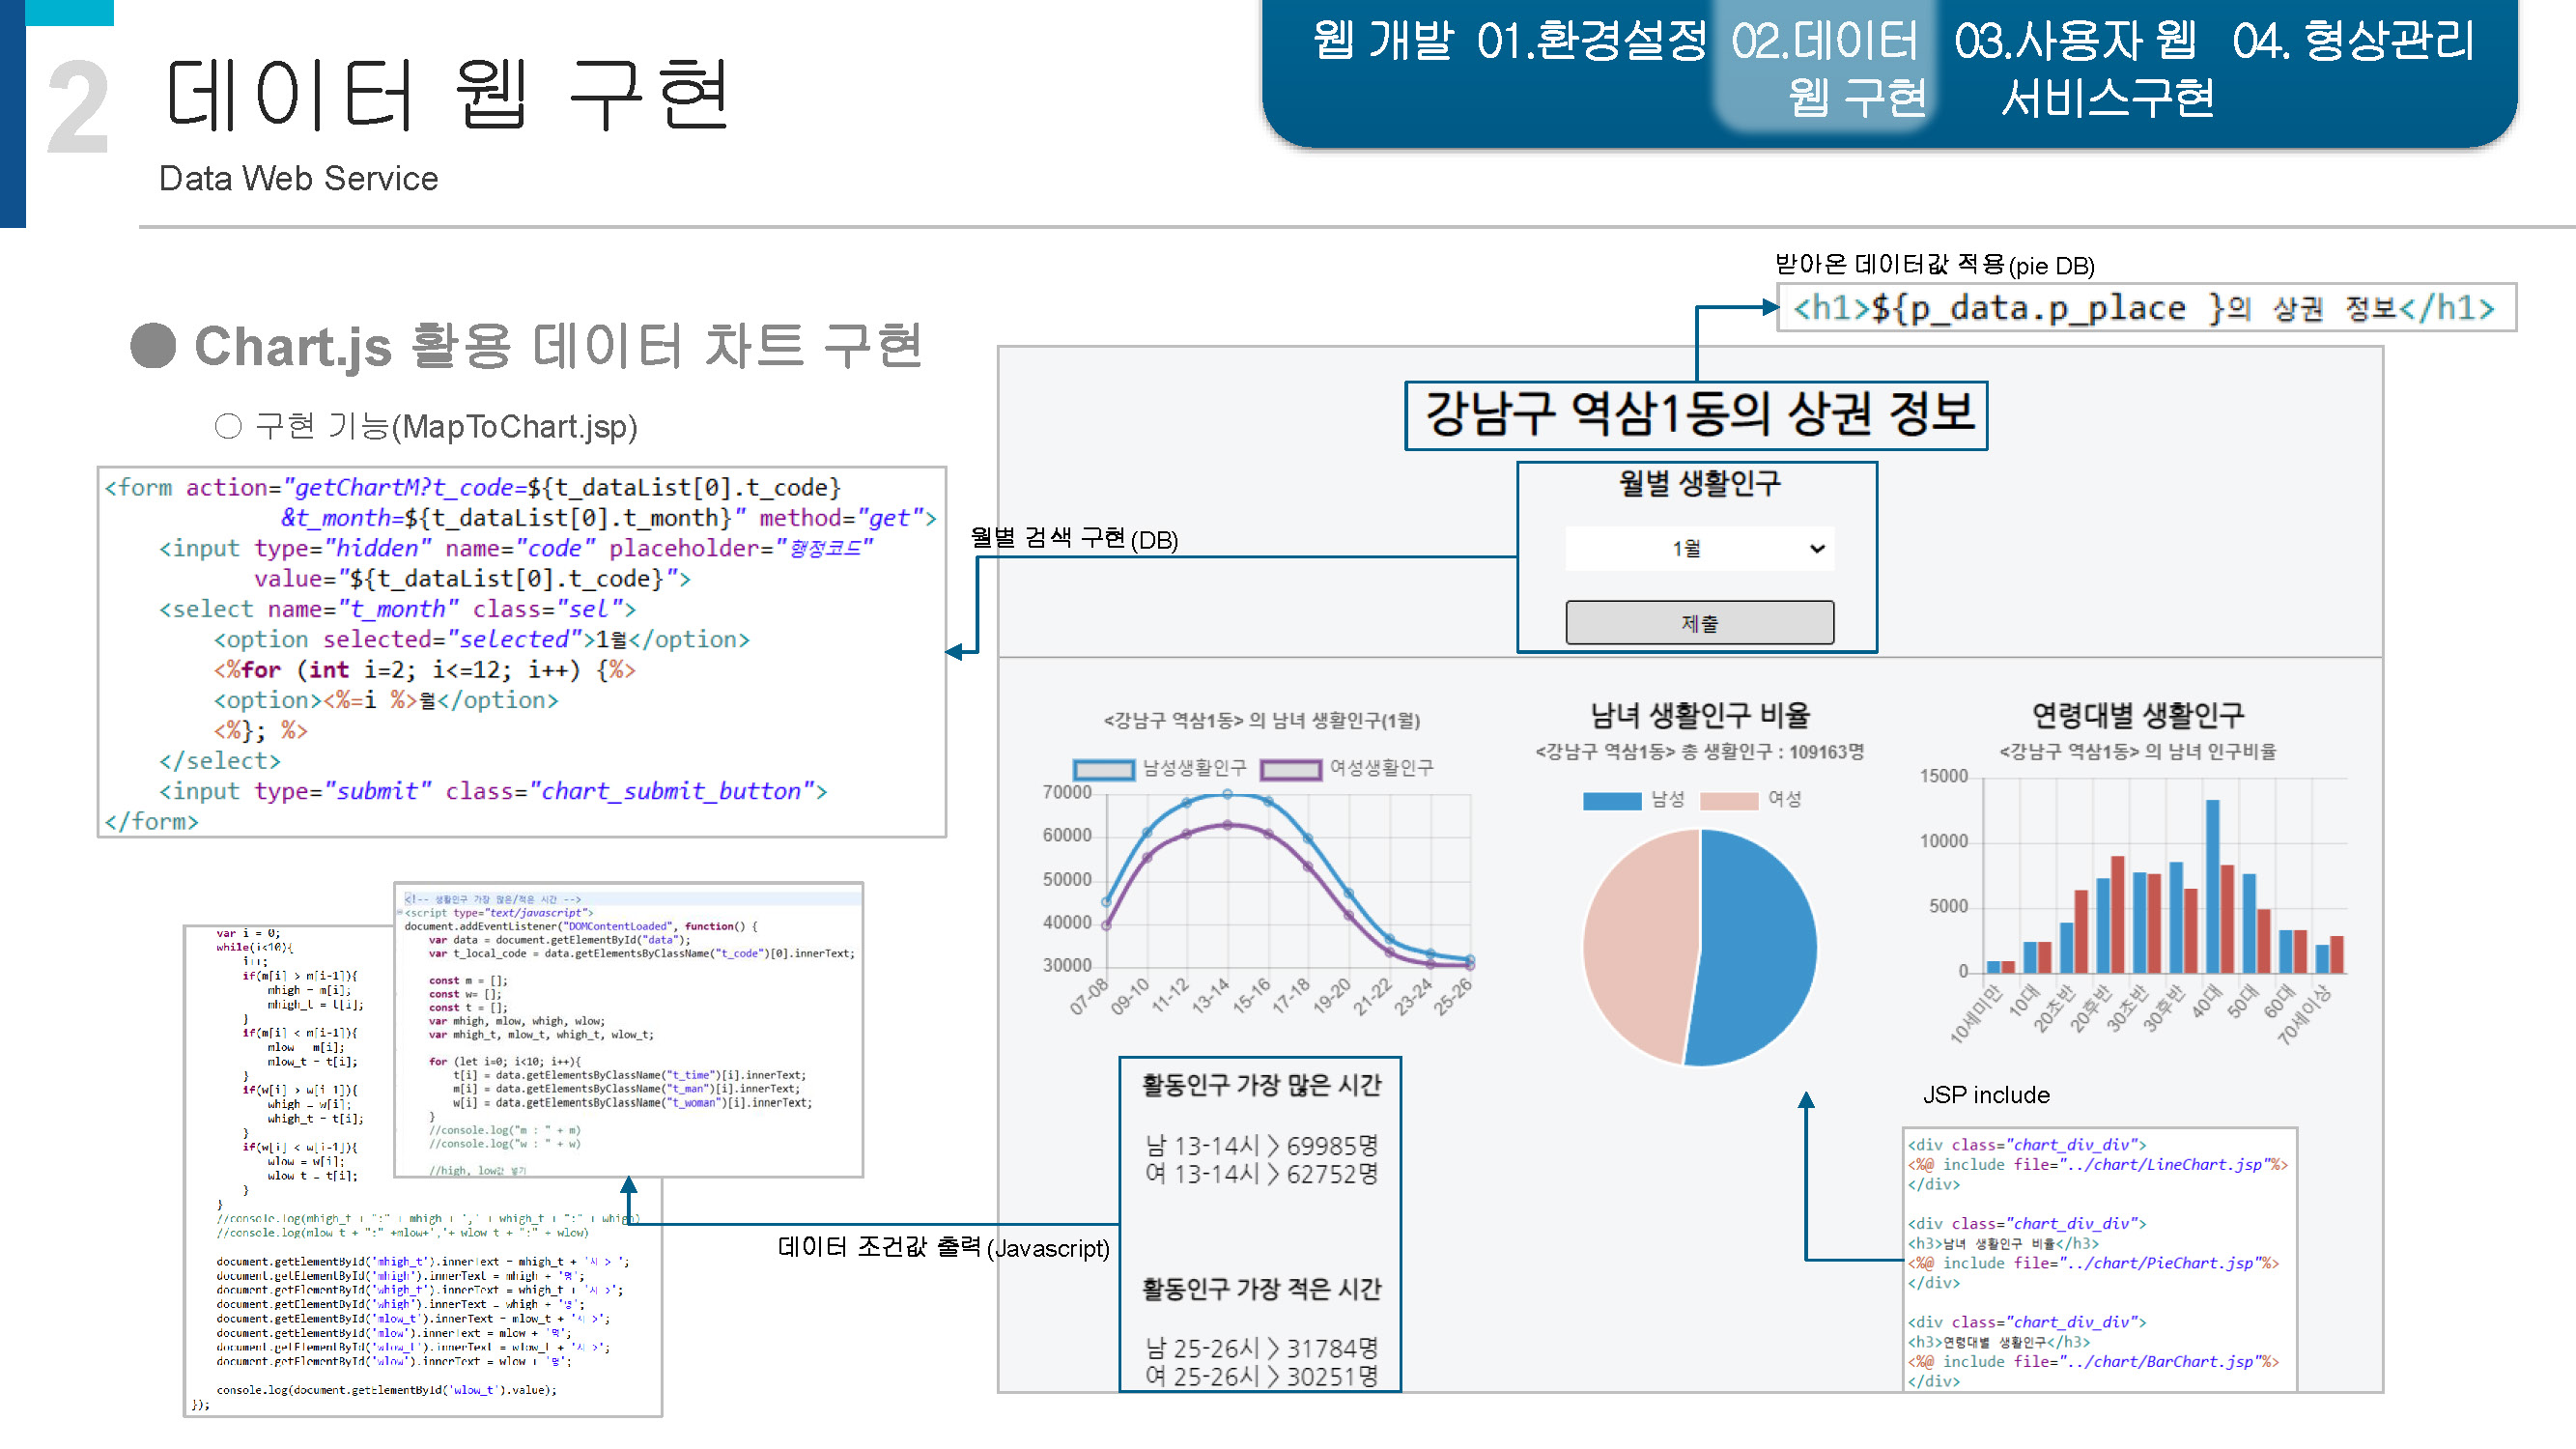 2
데이터 웹 구현
Data Web Service
웹 개발 01.환경설정 02.데이터 웹 구현 03.사용자 웹 서비스구현 04. 형상관리
● Chart.js 활용 데이터 차트 구현
○ 구현 기능(MapToChart.jsp)
<form action="getChartM?t_code=${t_dataList[0].t_code}
&t_month=${t_dataList[0].t_month}" method="get">
<input type="hidden" name="code" placeholder="행정코드"
value="${t_dataList[0].t_code}">
<select name="t_month" class="sel">
<option selected="selected">1월</option>
<%for (int i=2; i<=12; i++) {%>
<option><%=i %>월</option>
<%}; %>
</select>
<input type="submit" class="chart_submit_button">
</form>
월별 검색 구현(DB)
받아온 데이터값 적용(pie DB)
<h1>${p_data.p_place }의 상권 정보</h1>
강남구 역삼1동의 상권 정보
월별 생활인구
1월
제출
<강남구 역삼1동> 의 남녀 생활인구(1월)
남성생활인구 여성생활인구
70000
60000
50000
40000
30000
07-08 09-10 11-12 13-14 15-16 17-18 19-20 21-22 23-24 25-26
남녀 생활인구 비율
<강남구 역삼1동> 총 생활인구 : 109163명
남성 여성
연령대별 생활인구
<강남구 역삼1동> 의 남녀 인구비율
15000
10000
5000
0
10세미만 10대 20초반 20후반 30초반 30후반 40대 50대 60대 70세이상
활동인구 가장 많은 시간
남 13-14시 > 69985명
여 13-14시 > 62752명
활동인구 가장 적은 시간
남 25-26시 > 31784명
여 25-26시 > 30251명
JSP include
<div class="chart_div_div">
<%@ include file="../chart/LineChart.jsp"%>
</div>
<div class="chart_div_div">
<h3>남녀 생활인구 비율</h3>
<%@ include file="../chart/PieChart.jsp"%>
</div>
<div class="chart_div_div">
<h3>연령대별 생활인구</h3>
<%@ include file="../chart/BarChart.jsp"%>
</div>
데이터 조건값 출력(Javascript)
<!-- 생활인구 가장 많은/적은 시간 -->
<script type="text/javascript">
document.addEventListener("DOMContentLoaded", function() {
var data = document.getElementById("data");
var t_local_code = data.getElementsByClassName("t_code")[0].innerText;
const m = [];
const w= [];
const t = [];
var mhigh, mlow, whigh, wlow;
var mhigh_t, mlow_t, whigh_t, wlow_t;
for (let i=0; i<10; i++){
t[i] = data.getElementsByClassName("t_time")[i].innerText;
m[i] = data.getElementsByClassName("t_man")[i].innerText;
w[i] = data.getElementsByClassName("t_woman")[i].innerText;
}
//console.log("m : " + m)
//console.log("w : " + w)
//high, low값 넣기
var i = 0;
while(i<10){
i++;
if(m[i] > m[i-1]){
mhigh = m[i];
mhigh_t = t[i];
}
if(m[i] < m[i-1]){
mlow = m[i];
mlow_t = t[i];
}
if(w[i] > w[i-1]){
whigh = w[i];
whigh_t = t[i];
}
if(w[i] < w[i-1]){
wlow = w[i];
wlow_t = t[i];
}
}
//console.log(mhigh_t + ":" + mhigh + ',' + whigh_t + ":" + whigh)
//console.log(mlow_t + ":" +mlow+','+ wlow_t + ":" + wlow)
document.getElementById('mhigh_t').innerText = mhigh_t + '시 > ';
document.getElementById('mhigh').innerText = mhigh + '명';
document.getElementById('whigh_t').innerText = whigh_t + '시 >';
document.getElementById('whigh').innerText = whigh + '명';
document.getElementById('mlow_t').innerText = mlow_t + '시 >';
document.getElementById('mlow').innerText = mlow + '명';
document.getElementById('wlow_t').innerText = wlow_t + '시 >';
document.getElementById('wlow').innerText = wlow + '명';
console.log(document.getElementById('wlow_t').value);
});